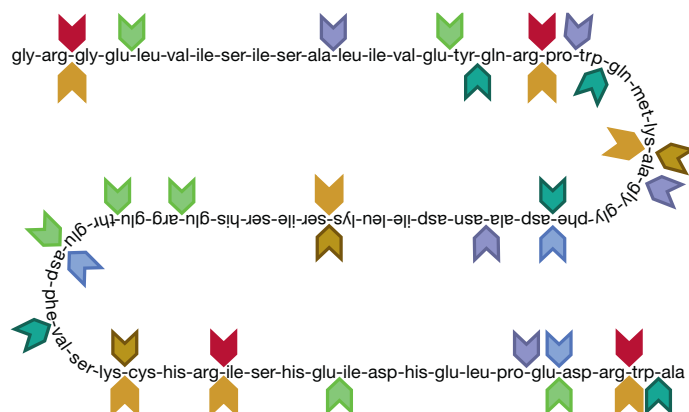 gly-arg-gly-glu-leu-val-ile-ser-ile-ser-ala-leu-ile-val-glu-tyr-gln-arg-pro-trp-gln-met-lys-ala-gly-gly-
phe-asp-ala-asn-asp-ile-leu-lys-ser-ile-ser-his-glu-arg-glu-thr-glu-asp-phe-val-ser-
lys-cys-his-arg-ile-ser-his-glu-ile-asp-his-glu-leu-pro-glu-asp-arg-trp-ala